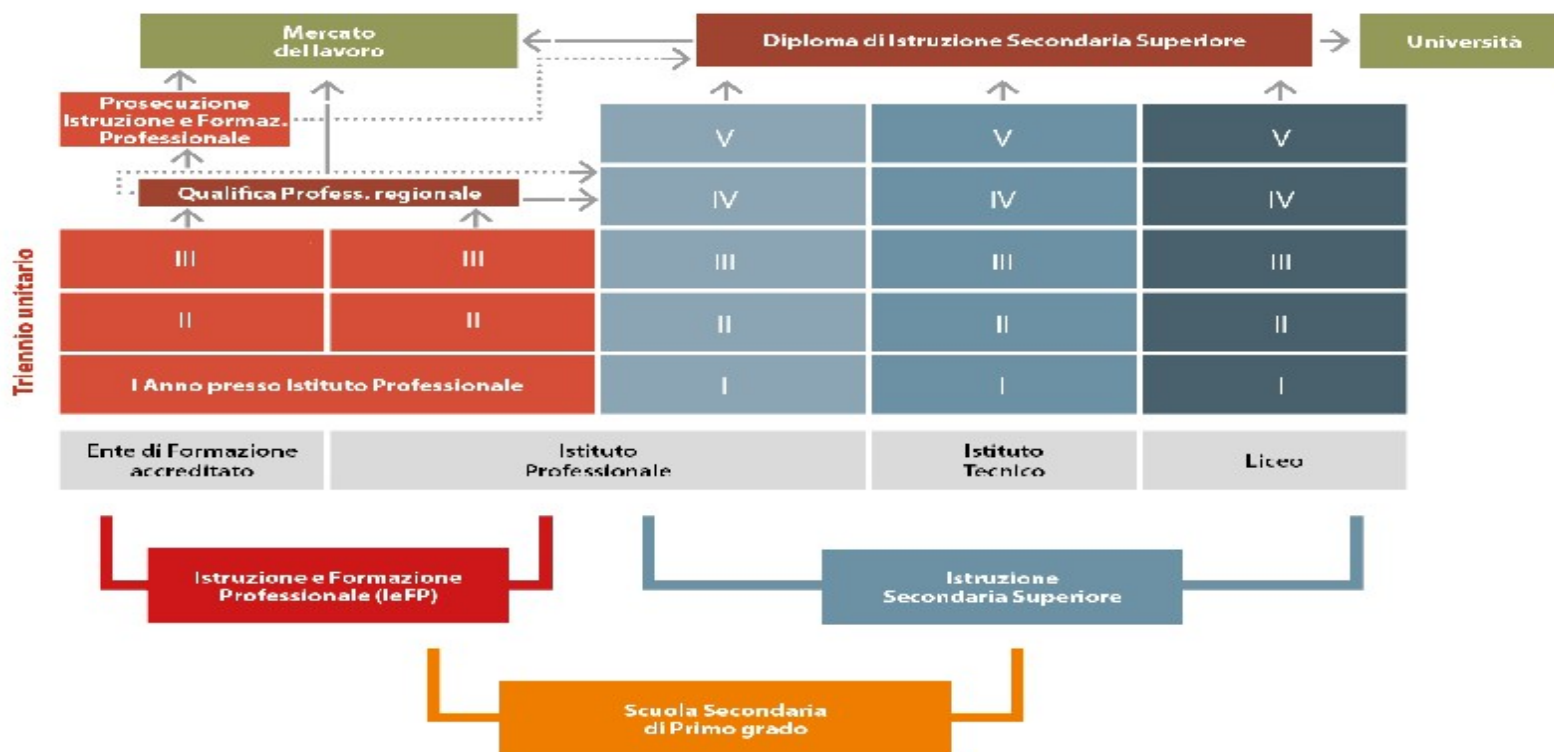 Mercato
del lavoro
Diploma di Istruzione Secondaria Superiore
Università
Prosecuzione
Istruzione e Formaz.
Professionale
Qualifica Profess. regionale
V
V
V
IV
IV
IV
Triennio unitario
III
III
III
III
III
II
II
II
II
II
I Anno presso Istituto Professionale
I
I
I
Ente di Formazione
accreditato
Istituto
Professionale
Istituto
Tecnico
Liceo
Istruzione e Formazione
Professionale (IeFP)
Istruzione
Secondaria Superiore
Scuola Secondaria
di Primo grado